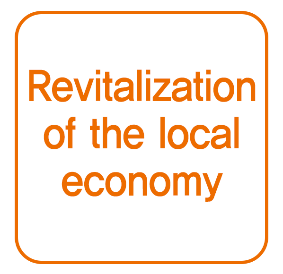 Revitalization
of the local
economy